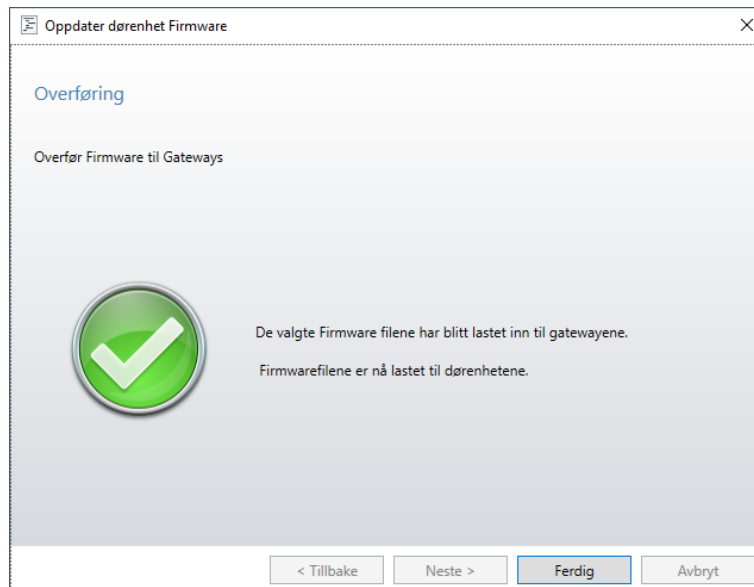 Oppdater dørenhet Firmware
Overføring
Overfør Firmware til Gateways
De valgte Firmware filene har blitt lastet inn til gatewayene.
Firmwarefilene er nå lastet til dørenhetene.
< Tillbake
Neste >
Ferdig
Avbryt